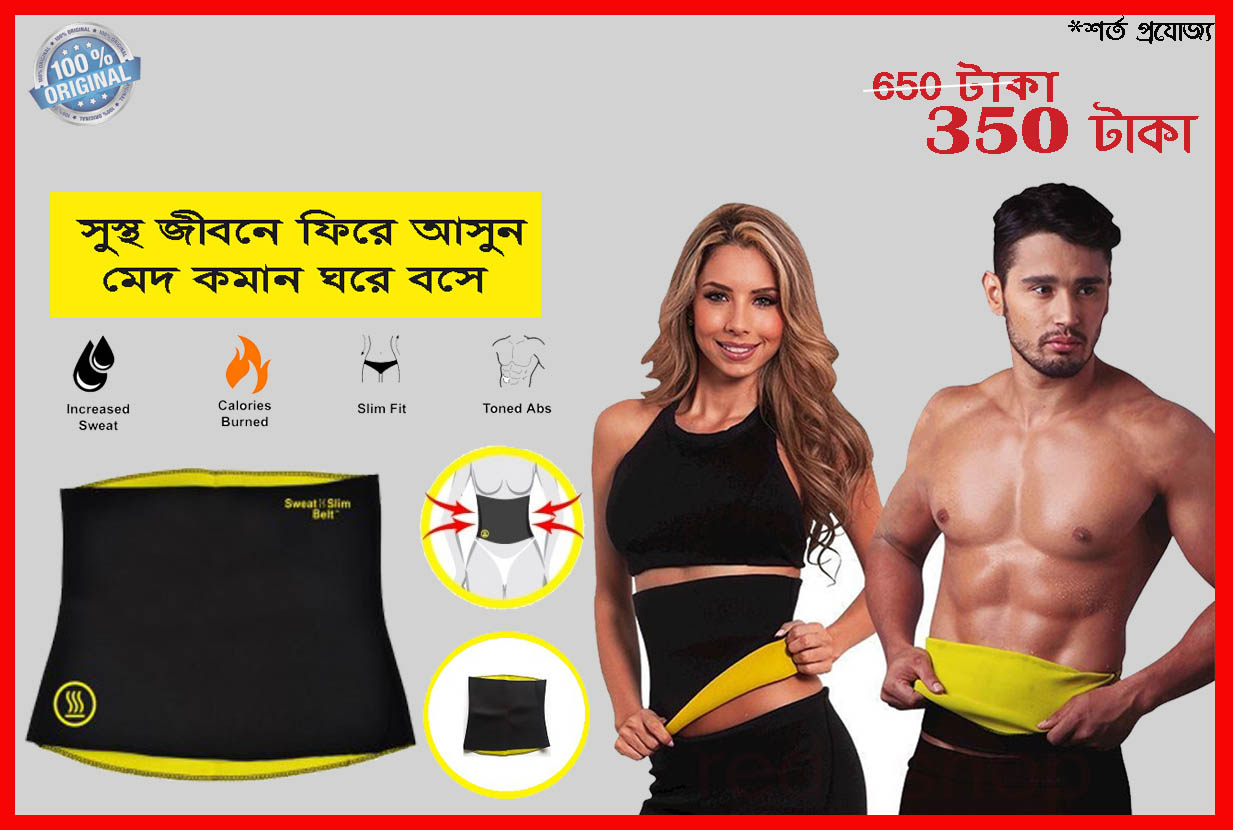 *শর্ত প্রযোজ্য
100 %
ORIGINAL
650 টাকা
350 টাকা
সুস্থ জীবনে ফিরে আসুন
মেদ কমান ঘরে বসে
Increased
Sweat
Calories
Burned
Slim Fit
Toned Abs
Sweat N Slim
Belt